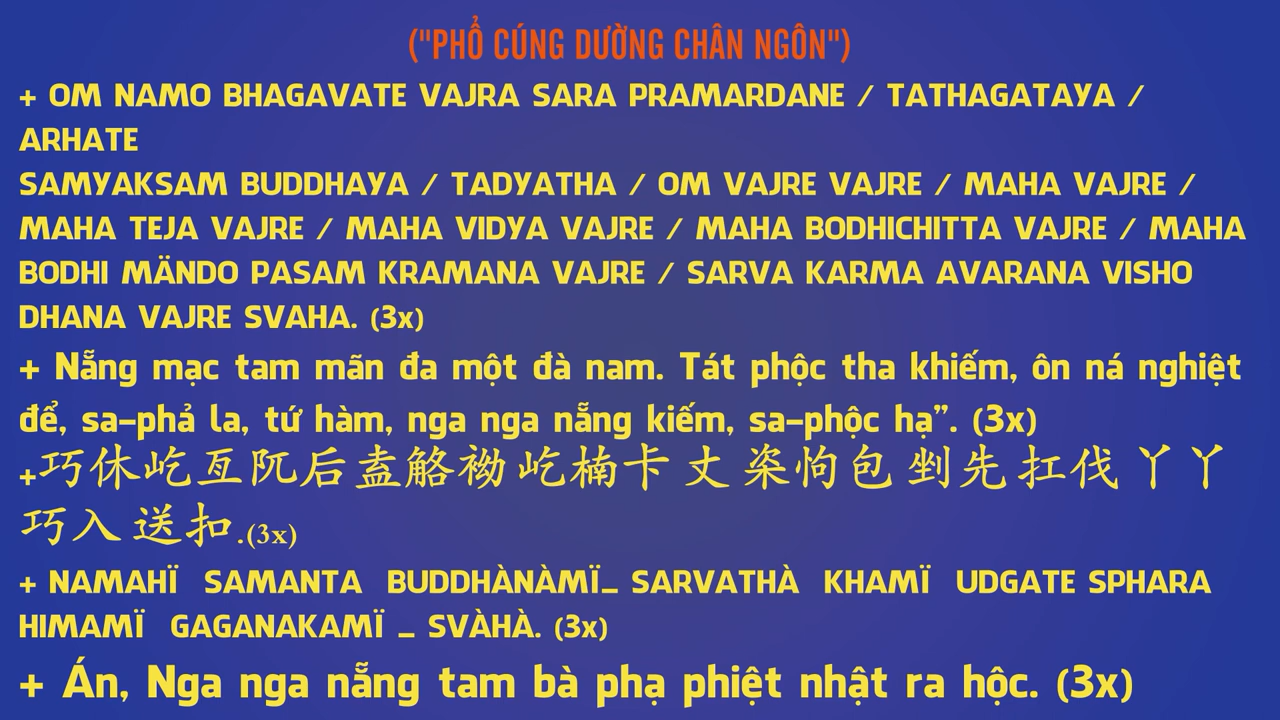 ("PHỔ CÚNG DƯỜNG CHÂN NGÔN")
+ OM NAMO BHAGAVATE VAJRA SARA PRAMARDANE / TATHAGATAYA /
ARHATE
SAMYAKSAM BUDDHAYA / TADYATHA / OM VAJRE VAJRE / MAHA VAJRE /
MAHA TEJA VAJRE / MAHA VIDYA VAJRE / MAHA BODHICHITTA VAJRE / MAHA
BODHI MÄNDO PASAM KRAMANA VAJRE / SARVA KARMA AVARANA VISHO
DHANA VAJRE SVAHA. (3x)
+ Nẵng mạc tam mãn đa một đà nam. Tát phộc tha khiếm, ôn ná nghiệt
để, sa-phả la, tứ hàm, nga nga nẵng kiếm, sa-phộc hạ”. (3x)
+巧休屹亙阢后盍觡袎屹楠卡丈桼怐包剉先扛伐丫丫
巧入送扣.(3x)
+ NAMAHÏ SAMANTA BUDDHÀNÀMÏ_ SARVATHÀ KHAMÏ UDGATE SPHARA
HIMAMÏ GAGANAKAMÏ _ SVÀHÀ. (3x)
+ Án, Nga nga nẵng tam bà phạ phiệt nhật ra hộc. (3x)